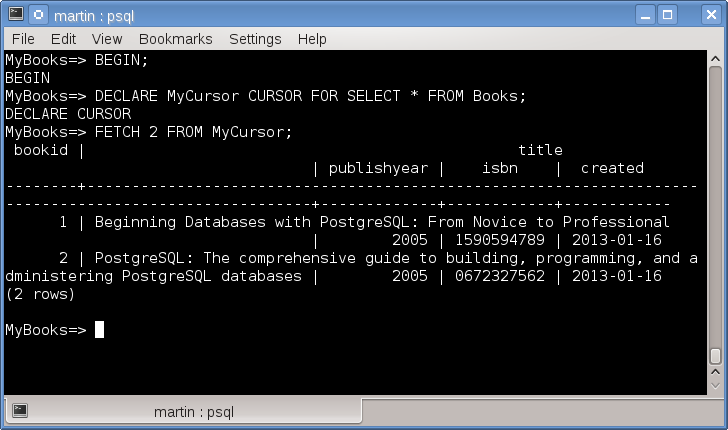 martin : psql
File Edit View Bookmarks Settings Help
MyBooks=> BEGIN;
BEGIN
MyBooks=> DECLARE MyCursor CURSOR FOR SELECT * FROM Books;
DECLARE CURSOR
MyBooks=> FETCH 2 FROM MyCursor;
 bookid |                                                title
                                  | publishyear |    isbn    |  created
--------+--------------------------------------------------------------------
----------------------------------+-------------+------------+------------
      1 | Beginning Databases with PostgreSQL: From Novice to Professional
                                  |        2005 | 1590594789 | 2013-01-16
      2 | PostgreSQL: The comprehensive guide to building, programming, and a
dministering PostgreSQL databases |        2005 | 0672327562 | 2013-01-16
(2 rows)
MyBooks=>
martin : psql